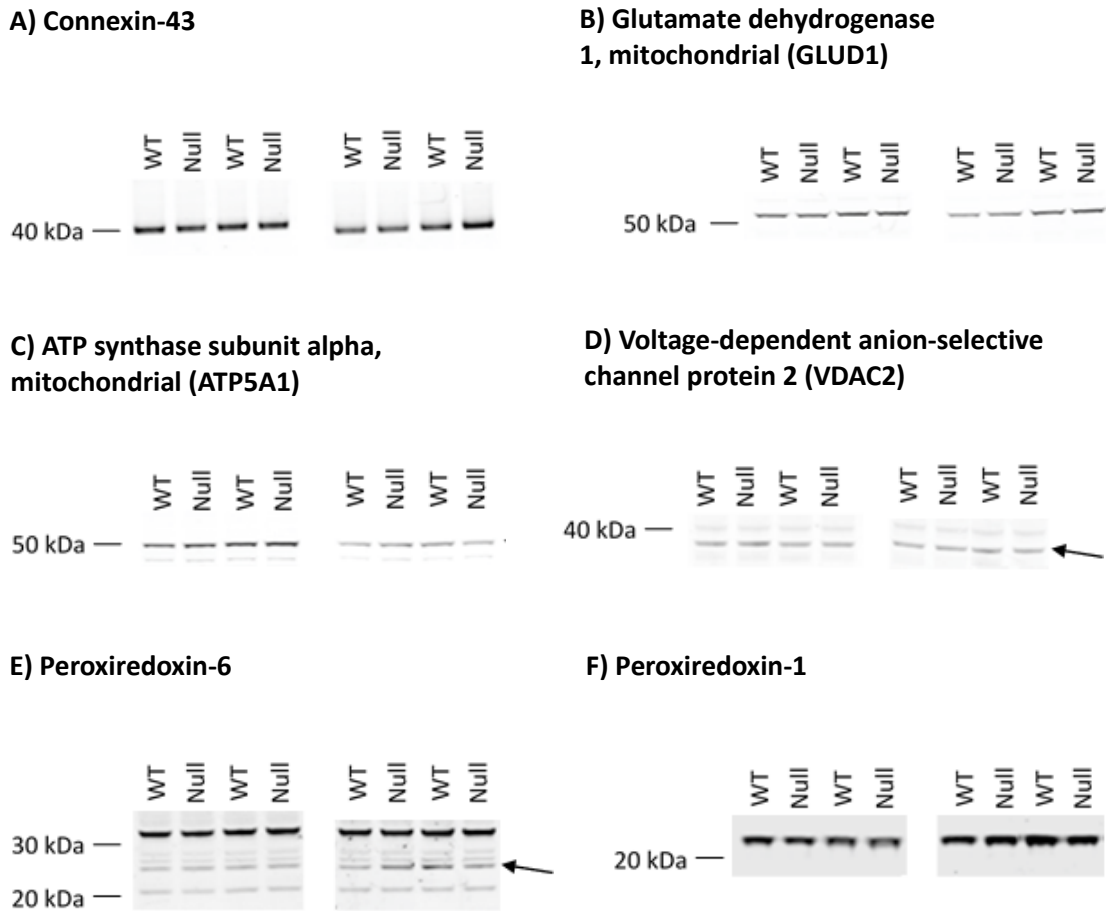 A) Connexin-43
WT Null WT Null WT Null WT Null
40 kDa
B) Glutamate dehydrogenase
1, mitochondrial (GLUD1)
WT Null WT Null WT Null WT Null
50 kDa
C) ATP synthase subunit alpha,
mitochondrial (ATP5A1)
WT Null WT Null WT Null WT Null
50 kDa
D) Voltage-dependent anion-selective
channel protein 2 (VDAC2)
WT Null WT Null WT Null WT Null
40 kDa
E) Peroxiredoxin-6
WT Null WT Null WT Null WT Null
30 kDa
20 kDa
F) Peroxiredoxin-1
WT Null WT Null WT Null WT Null
20 kDa